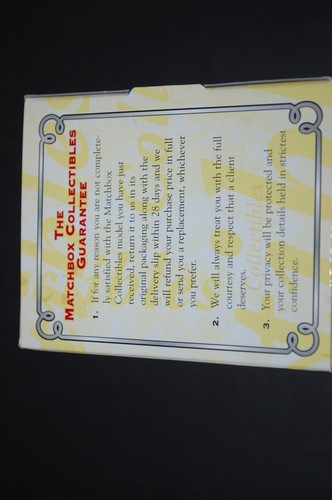 THE
MATCHBOX COLLECTIBLES
GUARANTEE
1. If for any reason you are not complete-
ly satisfied with the Matchbox
Collectibles model you have just
received, return it to us in its
original packaging along with the
delivery slip within 28 days and we
will refund your purchase price in full
or send you a replacement, whichever
you prefer.
2. We will always treat you with the full
courtesy and respect that a client
deserves.
3. Your privacy will be protected and
your collection details held in strictest
confidence.